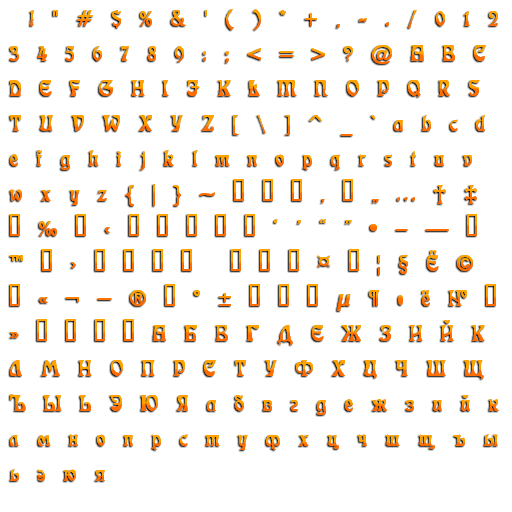 ! " # $ % & ' ( ) * + , - . / 0 1 2
3 4 5 6 7 8 9 : ; < = > ? @ A B C
D E F G H I J K L M N O P Q R S
T U V W X Y Z [ \ ] ^ _ ` a b c d
e f g h i j k l m n o p q r s t u v
w x y z { | } ~ ‚ „ … † ‡
‰ ‹ ‘ ’ “ ” • – —
™ › ¤ ¦ § Ё ©
« ¬ - ® ° ± µ ¶ · ё №
» А Б В Г Д Е Ж З И Й К
Л М Н О П Р С Т У Ф Х Ц Ч Ш Щ
Ъ Ы Ь Э Ю Я а б в г д е ж з и й к
л м н о п р с т у ф х ц ч ш щ ъ ы
ь э ю я